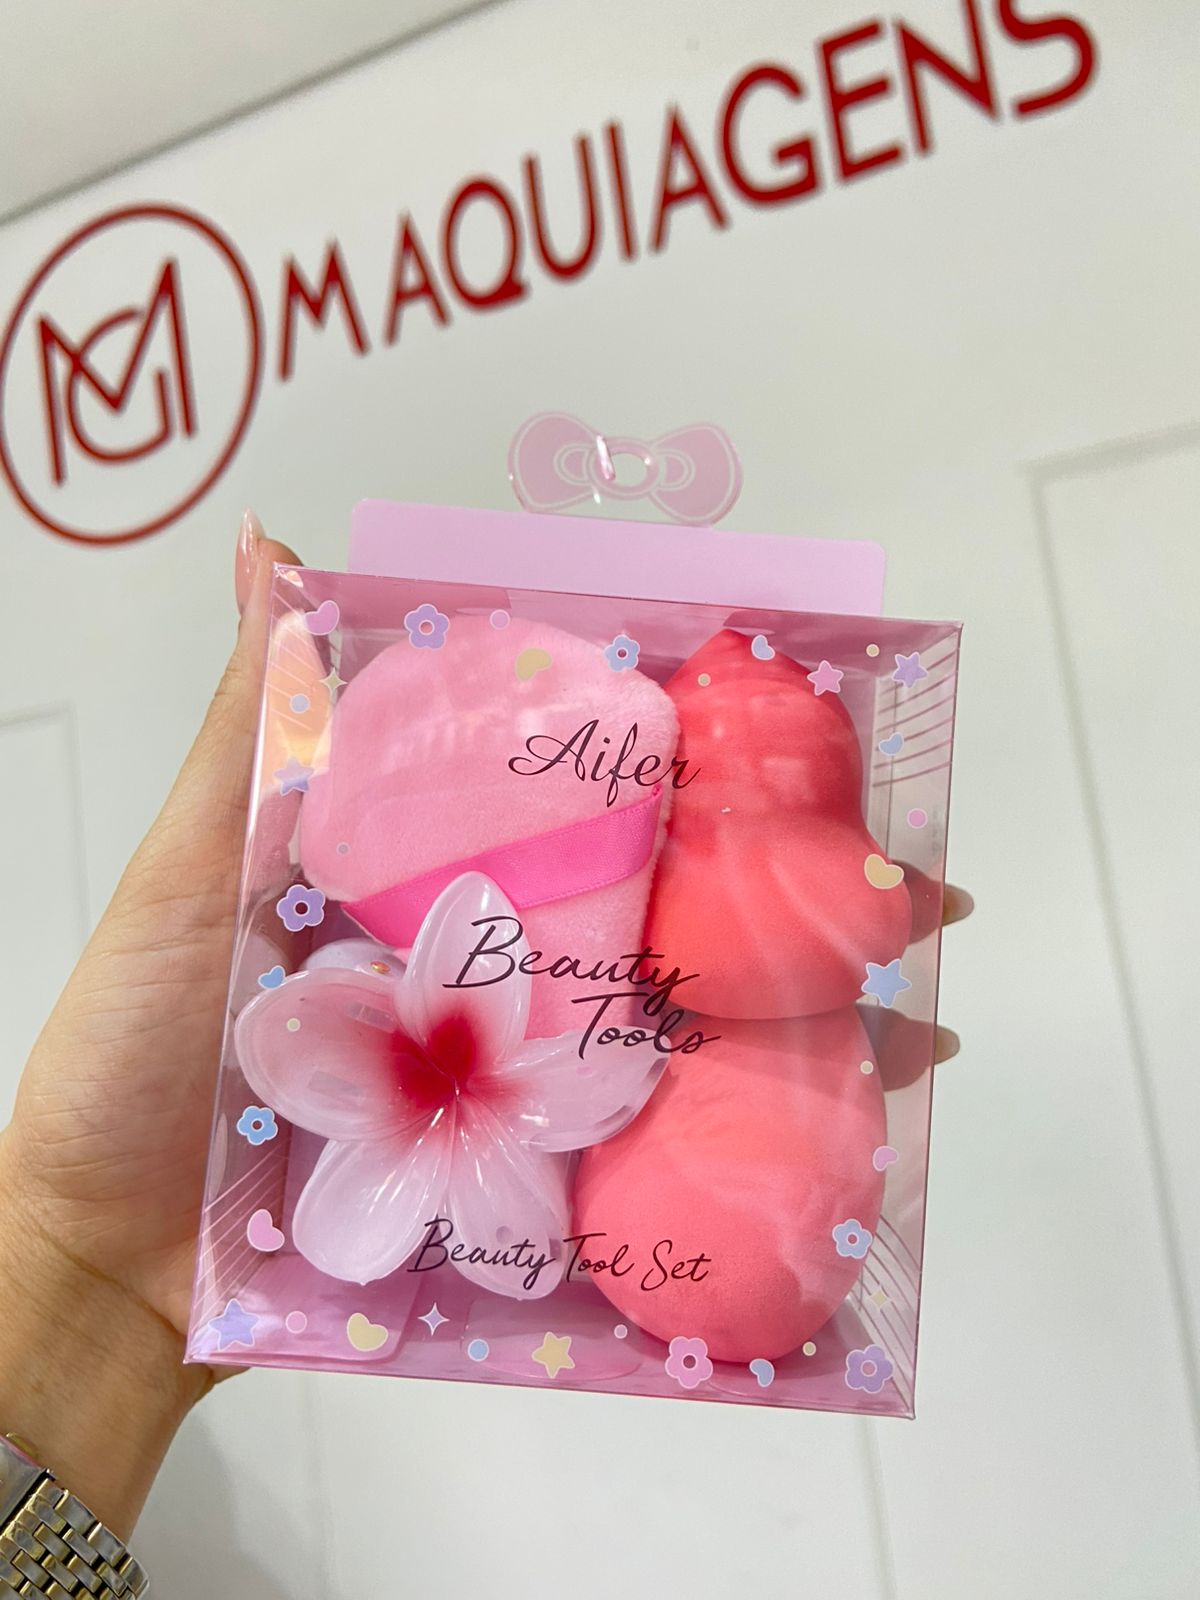 MG MAQUIAGENS
Aifer
Beauty
Tools
Beauty Tool Set